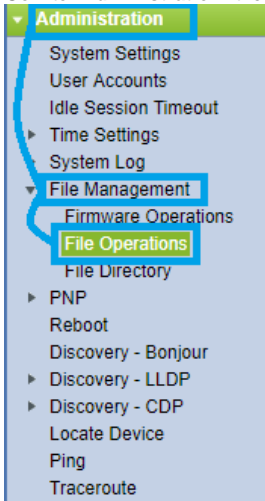 Administration
System Settings
User Accounts
Idle Session Timeout
Time Settings
System Log
File Management
Firmware Operations
File Operations
File Directory
PNP
Reboot
Discovery - Bonjour
Discovery - LLDP
Discovery - CDP
Locate Device
Ping
Traceroute